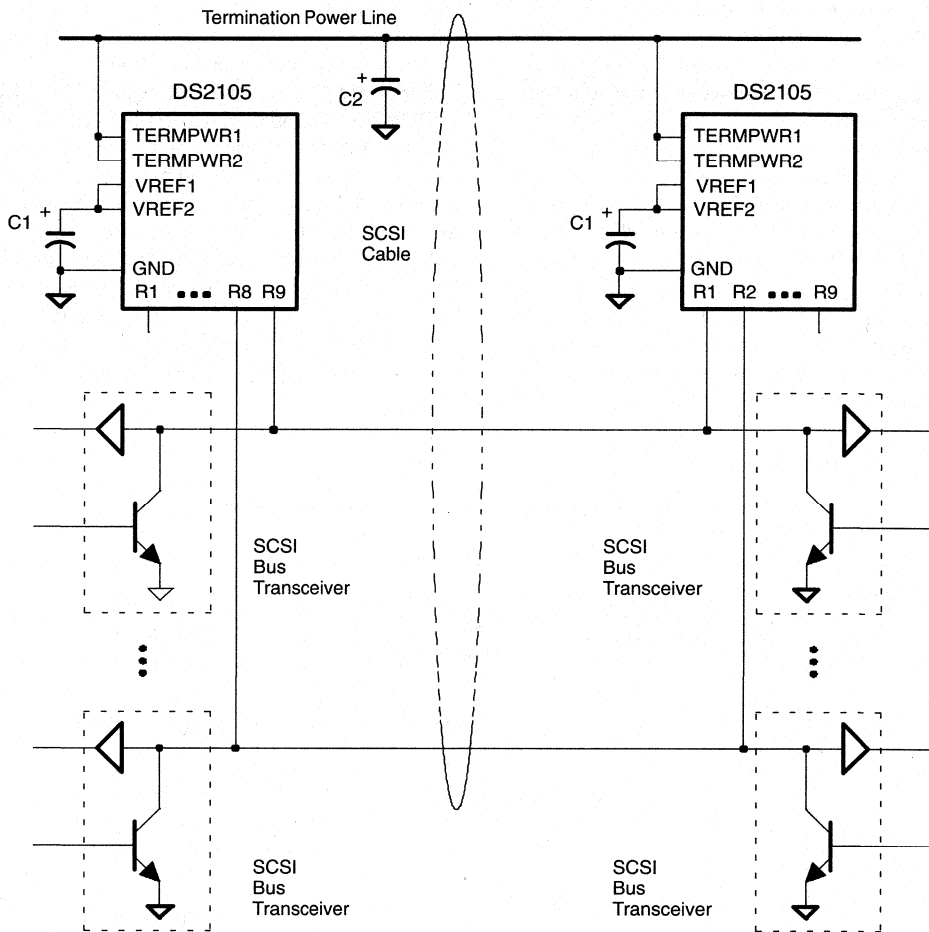 Termination Power Line
DS2105
TERMPWR1
TERMPWR2
VREF1
VREF2
GND
R1 ••• R8 R9
C1 +
+
C2
SCSI
Cable
DS2105
TERMPWR1
TERMPWR2
VREF1
VREF2
GND
R1 R2 ••• R9
C1 +
SCSI
Bus
Transceiver
SCSI
Bus
Transceiver
SCSI
Bus
Transceiver
SCSI
Bus
Transceiver